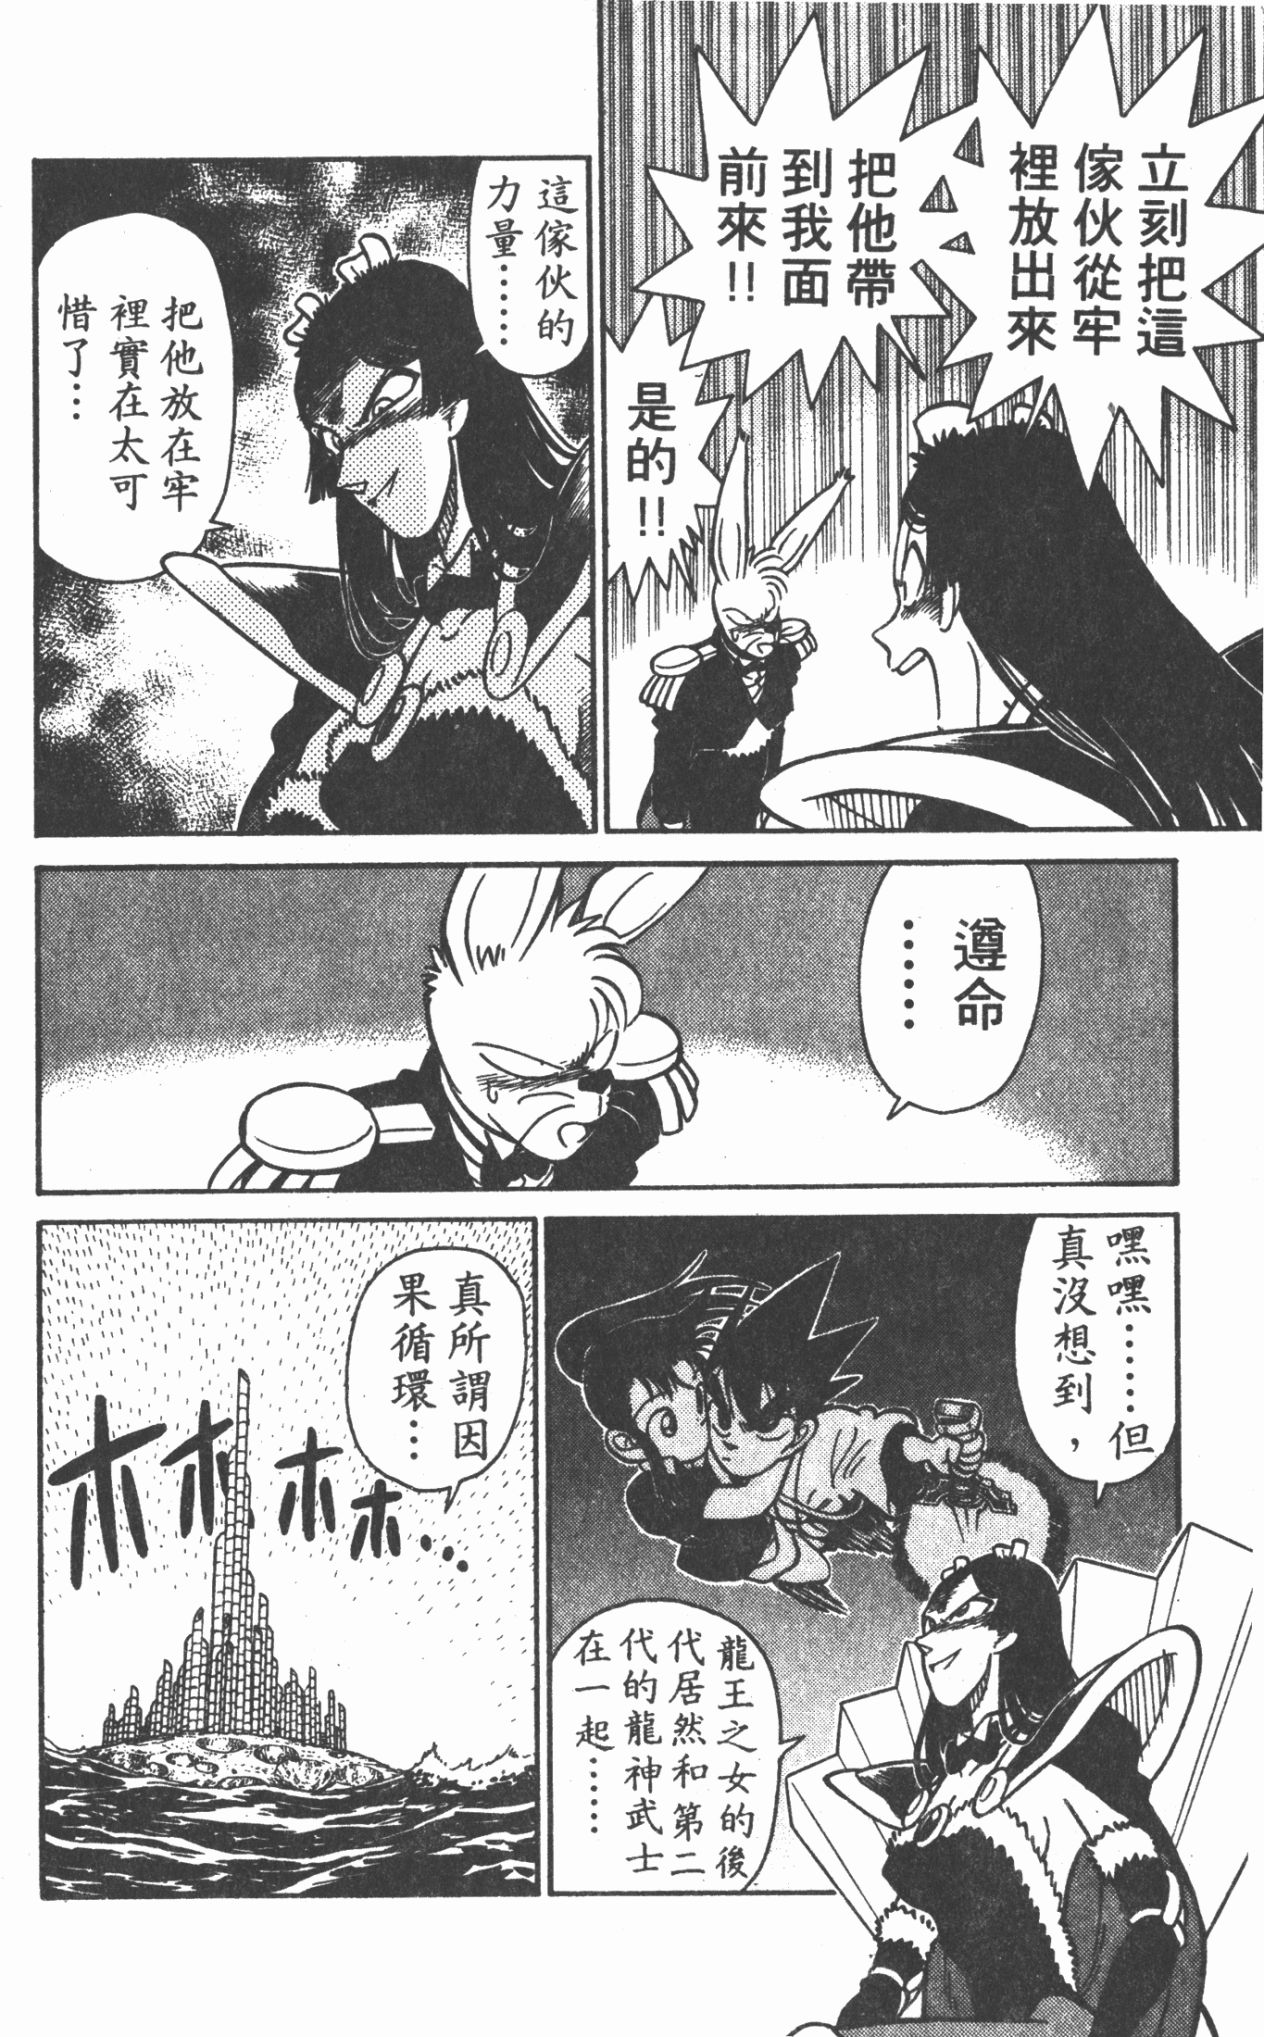 立刻把這
傢伙從牢
裡放出來
把他帶
到我面
前來!!
是的!!
這傢伙的
力量⋯⋯
把他放在牢
裡實在太可
惜了⋯
遵命
⋯⋯
嘿嘿⋯⋯但
真沒想到，
龍王之女的後
代居然和第二
代的龍神武士
在一起⋯⋯
真所謂因
果循環⋯
ホホホホ⋯